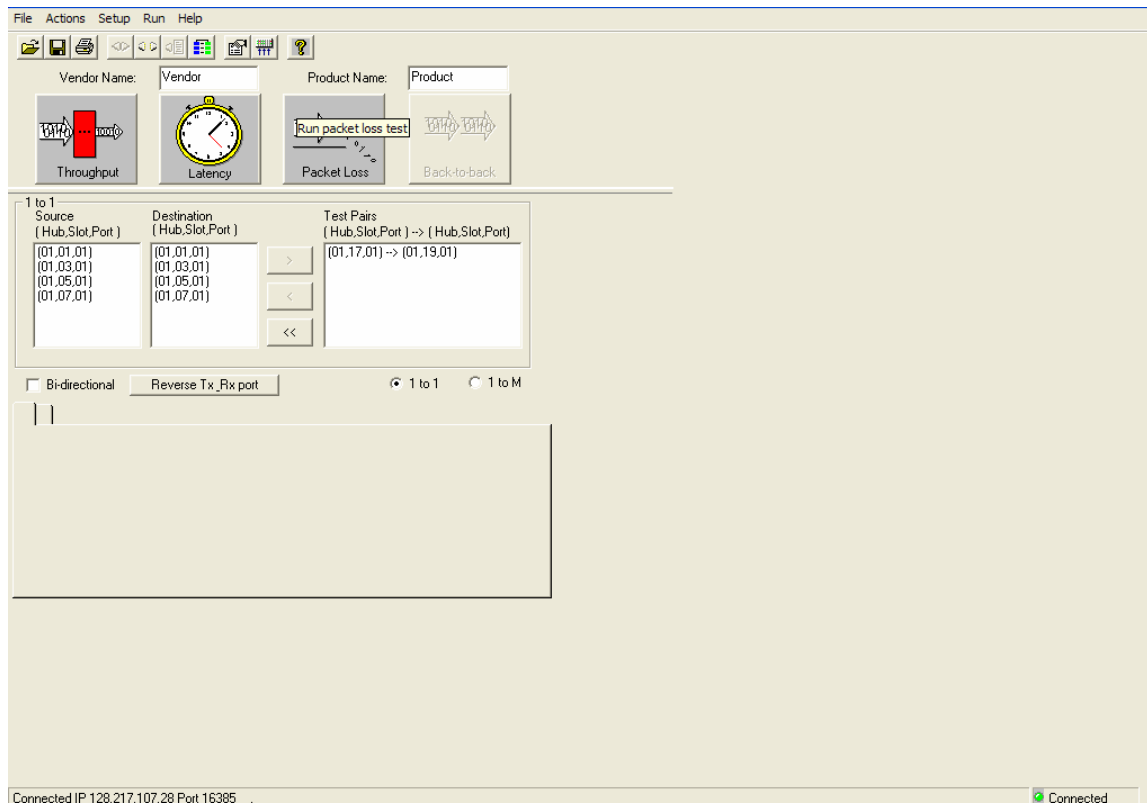 File Actions Setup Run Help
Vendor Name: Vendor Product Name: Product
Run packet loss test
Throughput Latency Packet Loss Back-to-back
1 to 1
Source Destination Test Pairs
( Hub,Slot,Port ) ( Hub,Slot,Port ) ( Hub,Slot,Port ) --> ( Hub,Slot,Port)
(01,01,01) (01,01,01) > (01,17,01) --> (01,19,01)
(01,03,01) (01,03,01)
(01,05,01) (01,05,01)
(01,07,01) (01,07,01) <
<<
Bi-directional Reverse Tx_Rx port 1 to 1 1 to M
Connected IP 128.217.107.28 Port 16385 . Connected